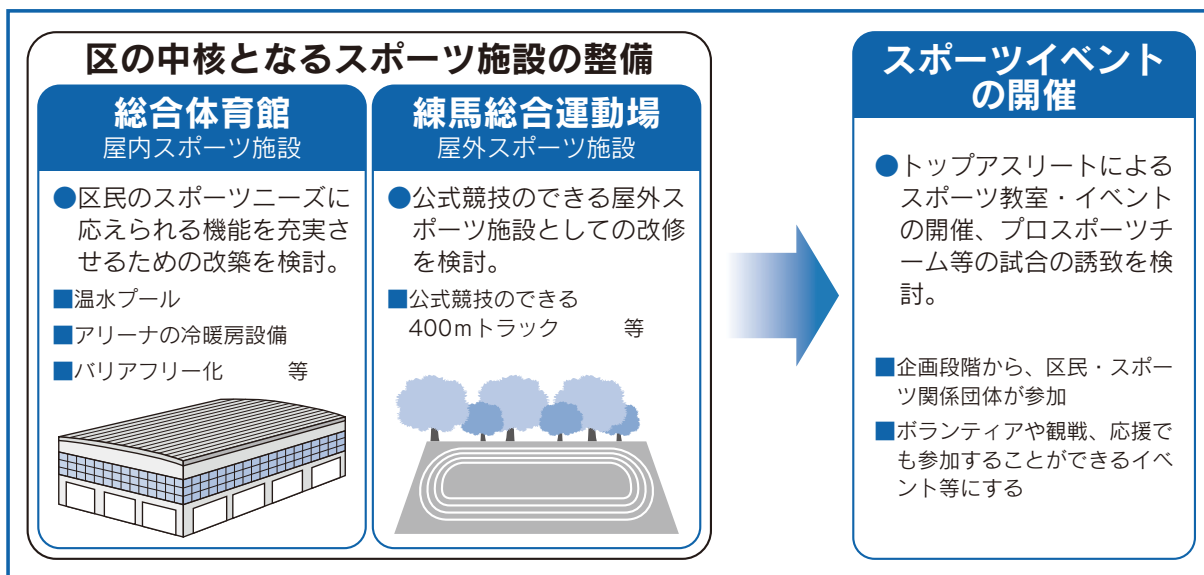 区の中核となるスポーツ施設の整備
総合体育館
屋内スポーツ施設
●区民のスポーツニーズに
応えられる機能を充実さ
せるための改築を検討。
■温水プール
■アリーナの冷暖房設備
■バリアフリー化 等
練馬総合運動場
屋外スポーツ施設
●公式競技のできる屋外ス
ポーツ施設としての改修
を検討。
■公式競技のできる
400mトラック 等
スポーツイベント
の開催
●トップアスリートによる
スポーツ教室・イベント
の開催、プロスポーツチ
ーム等の試合の誘致を検
討。
■企画段階から、区民・スポー
ツ関係団体が参加
■ボランティアや観戦、応援で
も参加することができるイベ
ント等にする